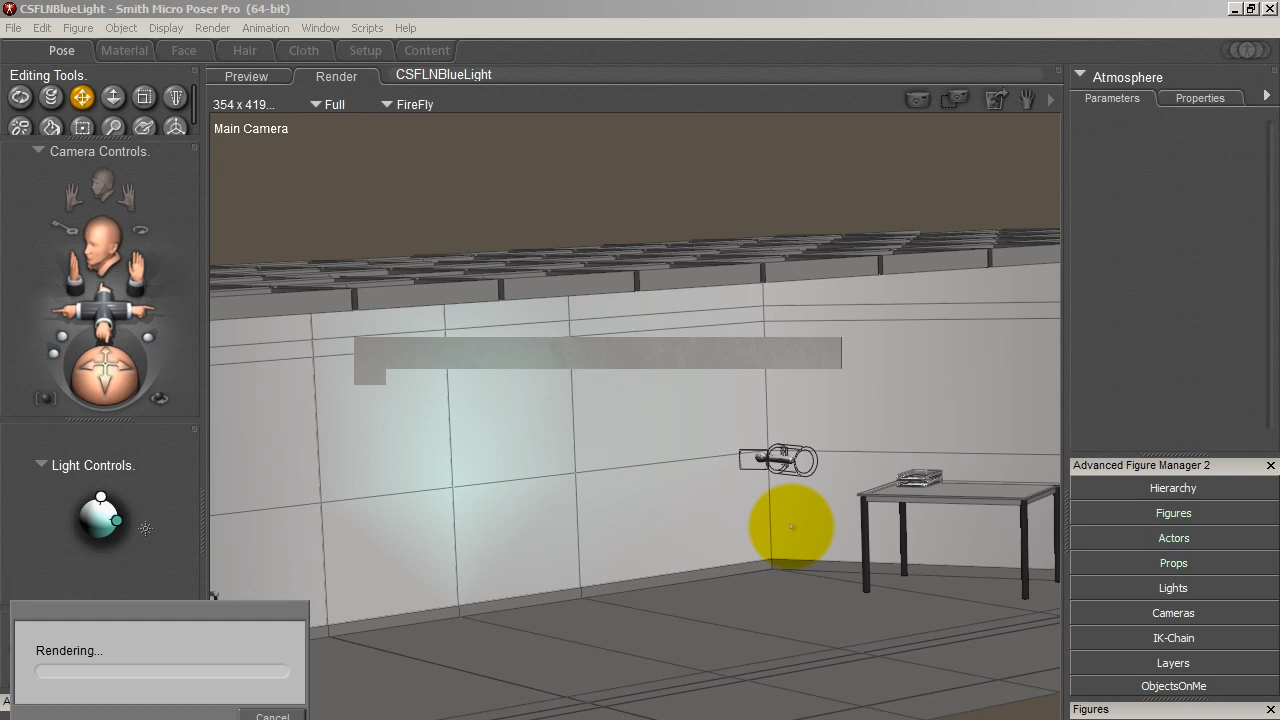 CSFLNBlueLight - Smith Micro Poser Pro (64-bit)
File Edit Figure Object Display Render Animation Window Scripts Help
Pose Material Face Hair Cloth Setup Content
Editing Tools.
Preview Render CSFLNBlueLight
354 x 419... Full FireFly
Main Camera
Camera Controls.
Light Controls.
Rendering...
Cancel
Atmosphere
Parameters Properties
Advanced Figure Manager 2
Hierarchy
Figures
Actors
Props
Lights
Cameras
IK-Chain
Layers
ObjectsOnMe
Figures